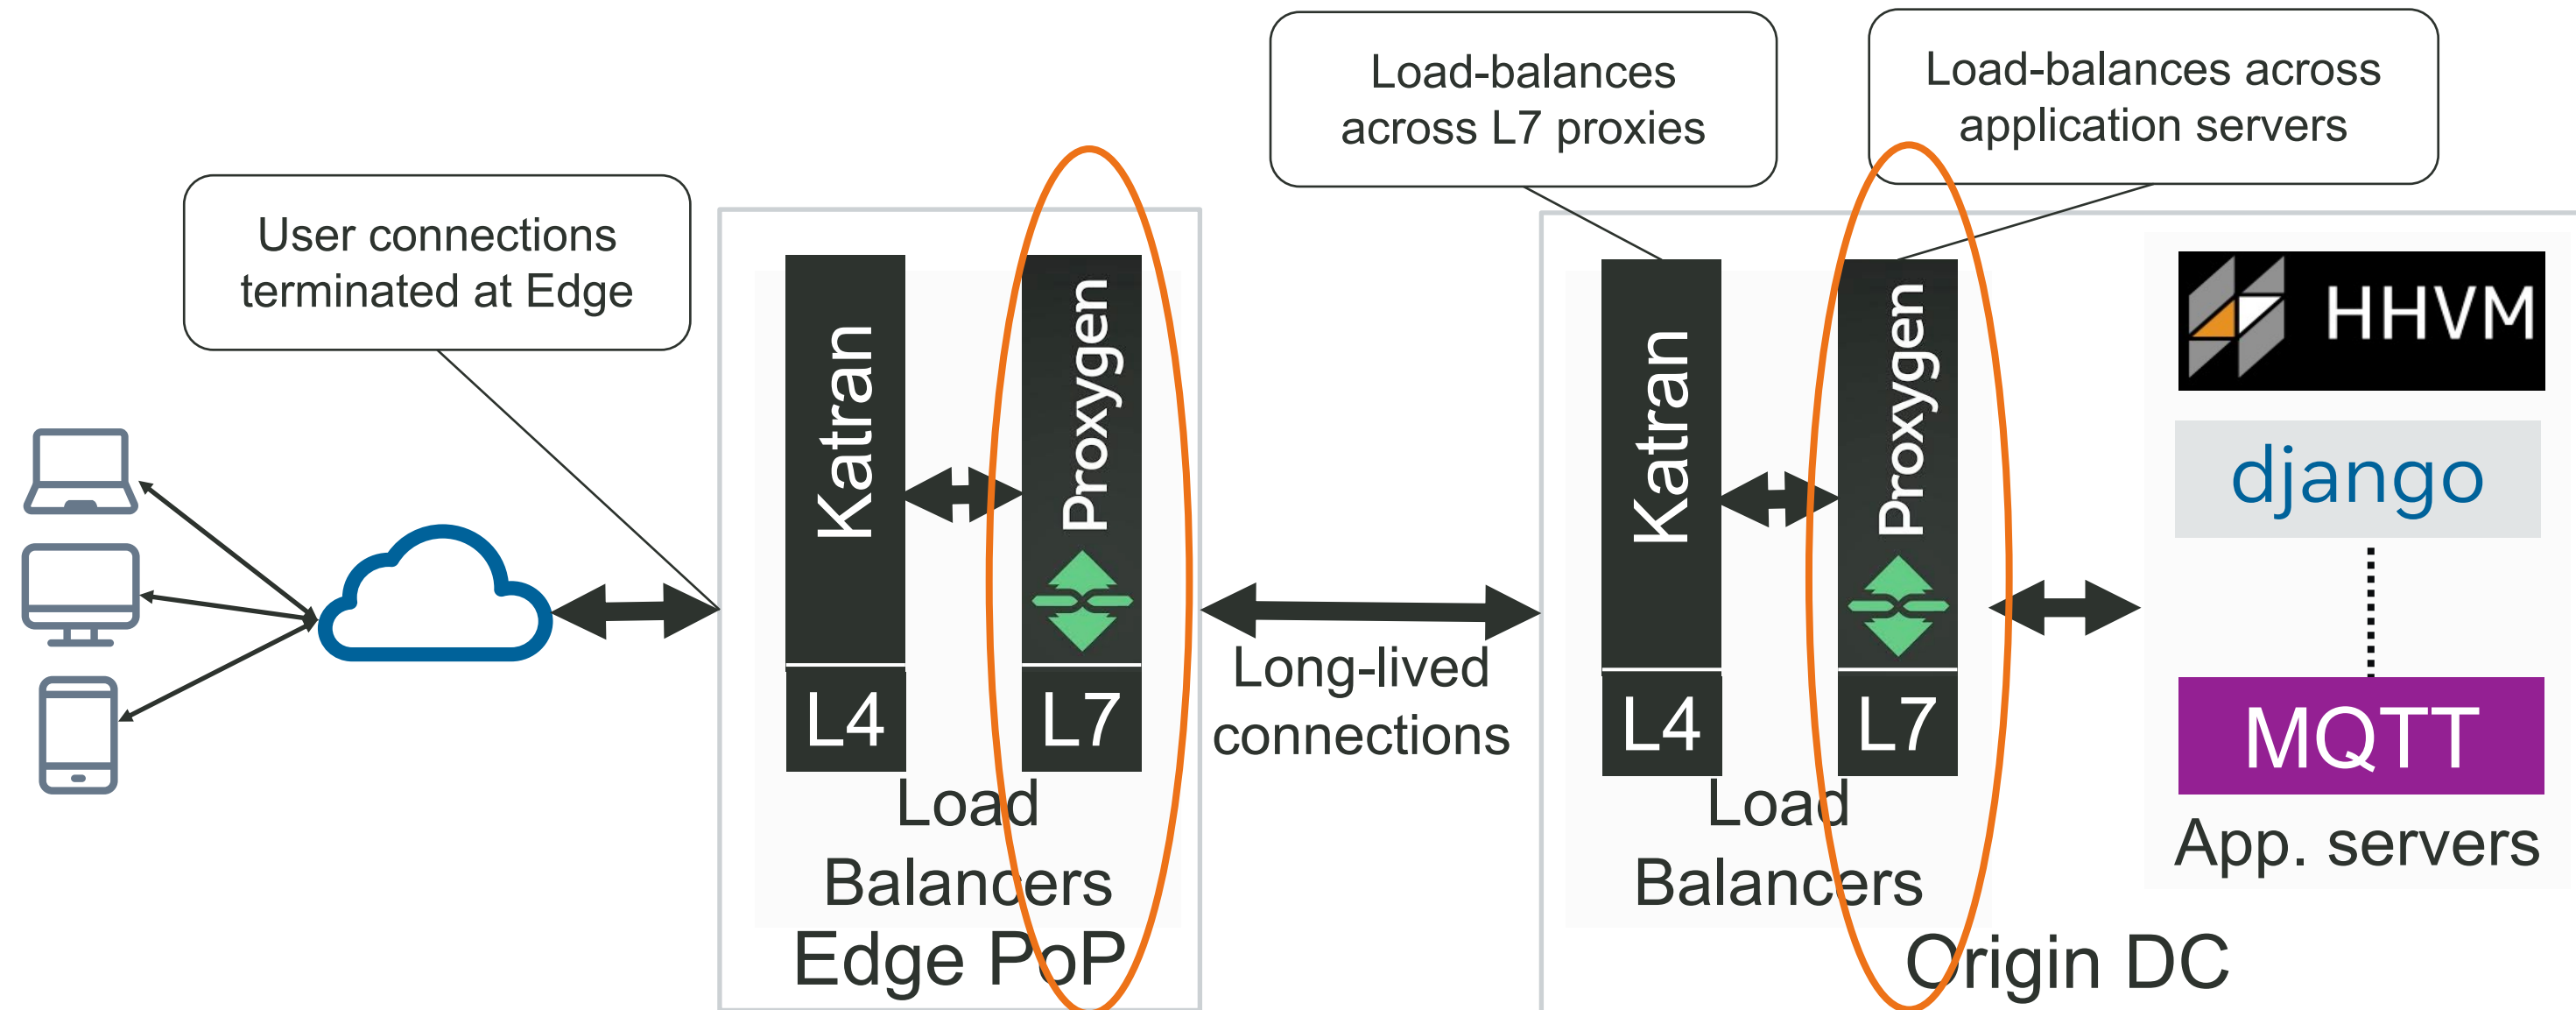 User connections
terminated at Edge
Load-balances
across L7 proxies
Load-balances across
application servers
Katran
L4
Proxygen
L7
Load
Balancers
Edge PoP
Long-lived
connections
Katran
L4
Proxygen
L7
Load
Balancers
HHVM
django
MQTT
App. servers
Origin DC